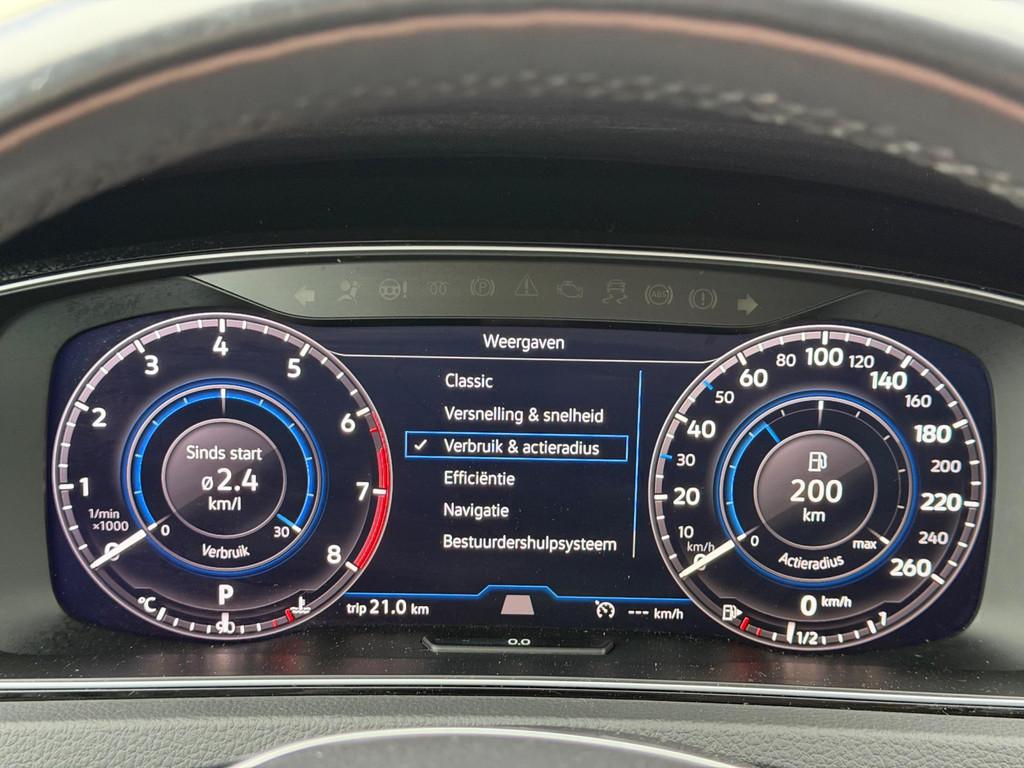 ABS
Weergaven
Classic
Versnelling & snelheid
✓ Verbruik & actieradius
Efficiëntie
Navigatie
Bestuurdershulpsysteem
0
1
2
3
4
5
6
7
8
1/min
x1000
Sinds start
ø 2.4
km/l
0
30
Verbruik
P
°C
90
trip 21.0 km
--- km/h
0.0
0
10
km/h
20
30
40
50
60
80
100
120
140
160
180
200
220
240
260
200
km
0
max
Actieradius
0 km/h
1/2
1